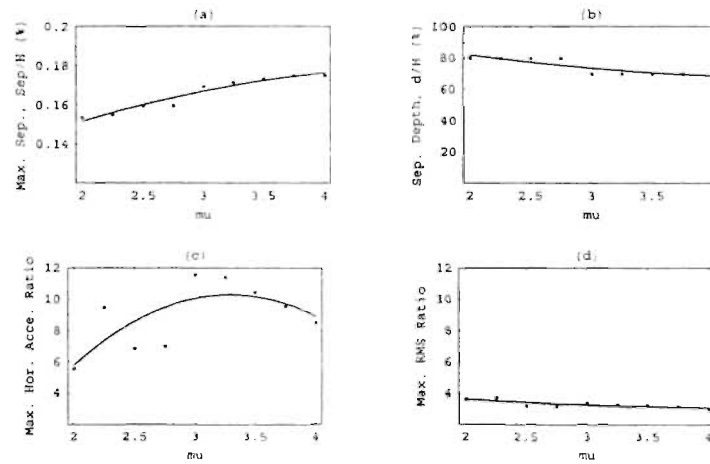 (a)
Max. Sep., Sep/H (%)
0.2
0.18
0.16
0.14
2 2.5 3 3.5 4
mu
(b)
Sep. Depth, d/H (%)
100
80
60
40
20
2 2.5 3 3.5
mu
(c)
Max. Hor. Acce. Ratio
12
10
8
6
4
2 2.5 3 3.5 4
mu
(d)
Max. RMS Ratio
12
10
8
6
4
2 2.5 3 3.5 4
mu